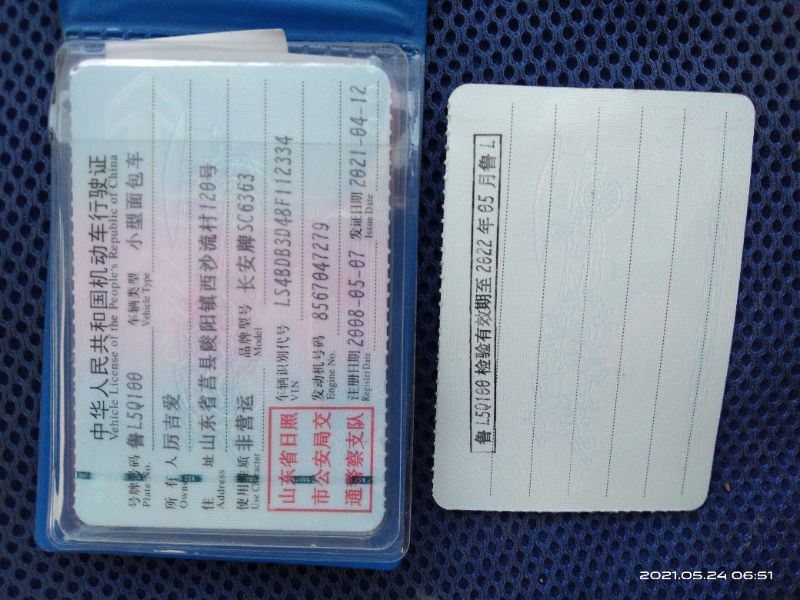 中华人民共和国机动车行驶证
Vehicle License of the People's Republic of China
号牌号码 鲁L5Q100 车辆类型 小型面包车
Plate No. Vehicle Type
所有人 厉吉爱
Owner
住址 山东省莒县陵阳镇西沙流村120号
Address
使用性质 非营运 品牌型号 长安牌SC6363
Use Character Model
山东省日照
市公安局交
通警察支队
车辆识别代号 LS4BDB3D48F112334
VIN
发动机号码 8567047279
Engine No.
注册日期 2008-05-07 发证日期 2021-04-12
Register Date Issue Date
鲁L5Q100 检验有效期至2022年05月鲁L
2021.05.24 06:51